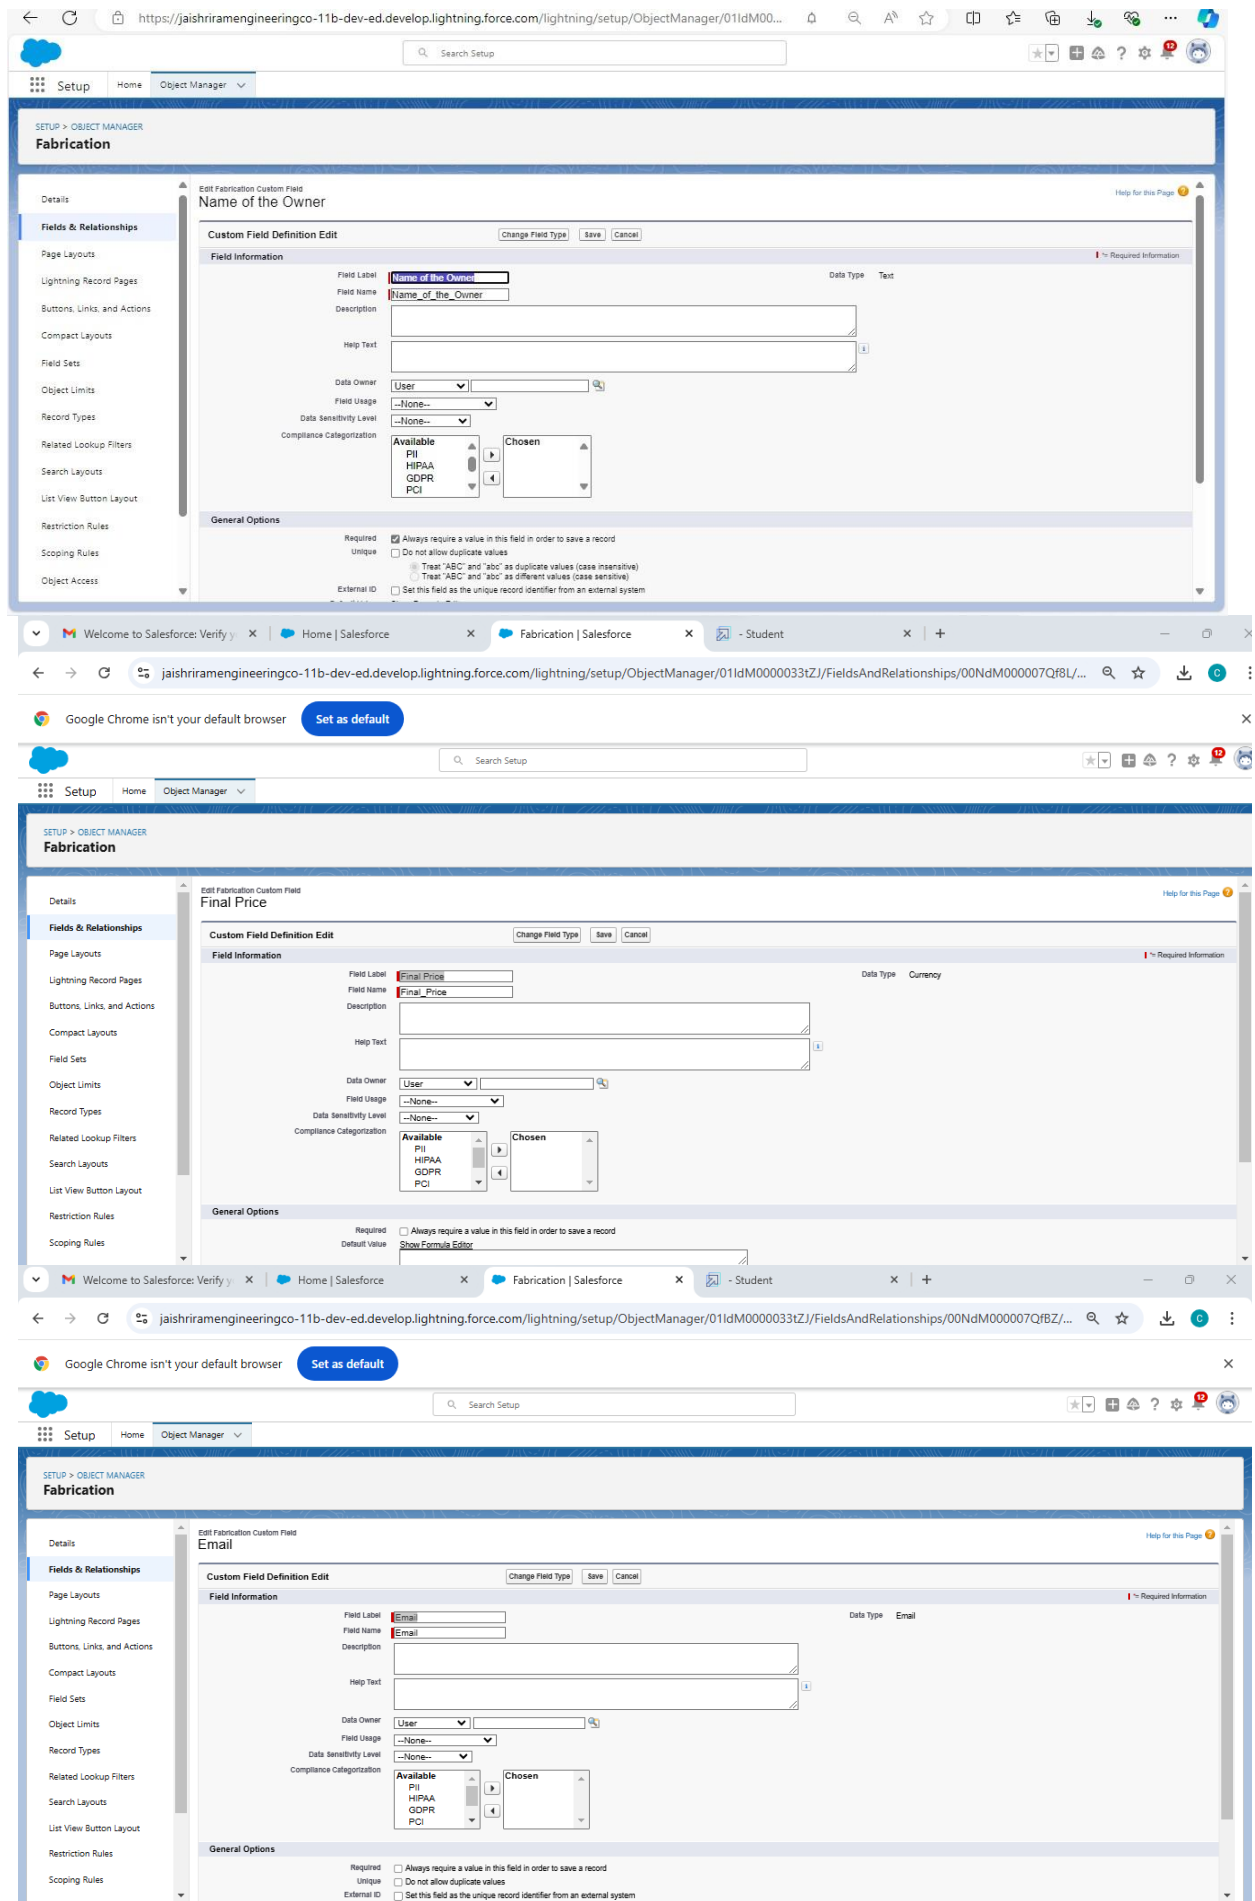 https://jaishriramengineeringco-11b-dev-ed.develop.lightning.force.com/lightning/setup/ObjectManager/01IdM00...
Search Setup
12
Setup Home Object Manager
SETUP > OBJECT MANAGER
Fabrication
Details
Fields & Relationships
Page Layouts
Lightning Record Pages
Buttons, Links, and Actions
Compact Layouts
Field Sets
Object Limits
Record Types
Related Lookup Filters
Search Layouts
List View Button Layout
Restriction Rules
Scoping Rules
Object Access
Edit Fabrication Custom Field
Name of the Owner
Help for this Page
Custom Field Definition Edit Change Field Type Save Cancel
Field Information = Required Information
Field Label Name of the Owner Data Type Text
Field Name Name_of_the_Owner
Description
Help Text
Data Owner User
Field Usage --None--
Data Sensitivity Level --None--
Compliance Categorization
Available Chosen
PII
HIPAA
GDPR
PCI
General Options
Required Always require a value in this field in order to save a record
Unique Do not allow duplicate values
Treat "ABC" and "abc" as duplicate values (case insensitive)
Treat "ABC" and "abc" as different values (case sensitive)
External ID Set this field as the unique record identifier from an external system
Welcome to Salesforce: Verify y Home | Salesforce Fabrication | Salesforce - Student
jaishriramengineeringco-11b-dev-ed.develop.lightning.force.com/lightning/setup/ObjectManager/01IdM0000033tZJ/FieldsAndRelationships/00NdM000007Qf8L/... C
Google Chrome isn't your default browser Set as default
Search Setup
12
Setup Home Object Manager
SETUP > OBJECT MANAGER
Fabrication
Details
Fields & Relationships
Page Layouts
Lightning Record Pages
Buttons, Links, and Actions
Compact Layouts
Field Sets
Object Limits
Record Types
Related Lookup Filters
Search Layouts
List View Button Layout
Restriction Rules
Scoping Rules
Edit Fabrication Custom Field
Final Price
Help for this Page
Custom Field Definition Edit Change Field Type Save Cancel
Field Information = Required Information
Field Label Final Price Data Type Currency
Field Name Final_Price
Description
Help Text
Data Owner User
Field Usage --None--
Data Sensitivity Level --None--
Compliance Categorization
Available Chosen
PII
HIPAA
GDPR
PCI
General Options
Required Always require a value in this field in order to save a record
Default Value Show Formula Editor
Welcome to Salesforce: Verify y Home | Salesforce Fabrication | Salesforce - Student
jaishriramengineeringco-11b-dev-ed.develop.lightning.force.com/lightning/setup/ObjectManager/01IdM0000033tZJ/FieldsAndRelationships/00NdM000007QfBZ/... C
Google Chrome isn't your default browser Set as default
Search Setup
12
Setup Home Object Manager
SETUP > OBJECT MANAGER
Fabrication
Details
Fields & Relationships
Page Layouts
Lightning Record Pages
Buttons, Links, and Actions
Compact Layouts
Field Sets
Object Limits
Record Types
Related Lookup Filters
Search Layouts
List View Button Layout
Restriction Rules
Scoping Rules
Edit Fabrication Custom Field
Email
Help for this Page
Custom Field Definition Edit Change Field Type Save Cancel
Field Information = Required Information
Field Label Email Data Type Email
Field Name Email
Description
Help Text
Data Owner User
Field Usage --None--
Data Sensitivity Level --None--
Compliance Categorization
Available Chosen
PII
HIPAA
GDPR
PCI
General Options
Required Always require a value in this field in order to save a record
Unique Do not allow duplicate values
External ID Set this field as the unique record identifier from an external system